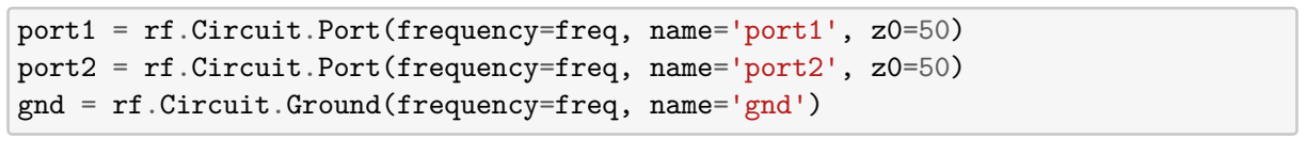 port1 = rf.Circuit.Port(frequency=freq, name='port1', z0=50)
port2 = rf.Circuit.Port(frequency=freq, name='port2', z0=50)
gnd = rf.Circuit.Ground(frequency=freq, name='gnd')